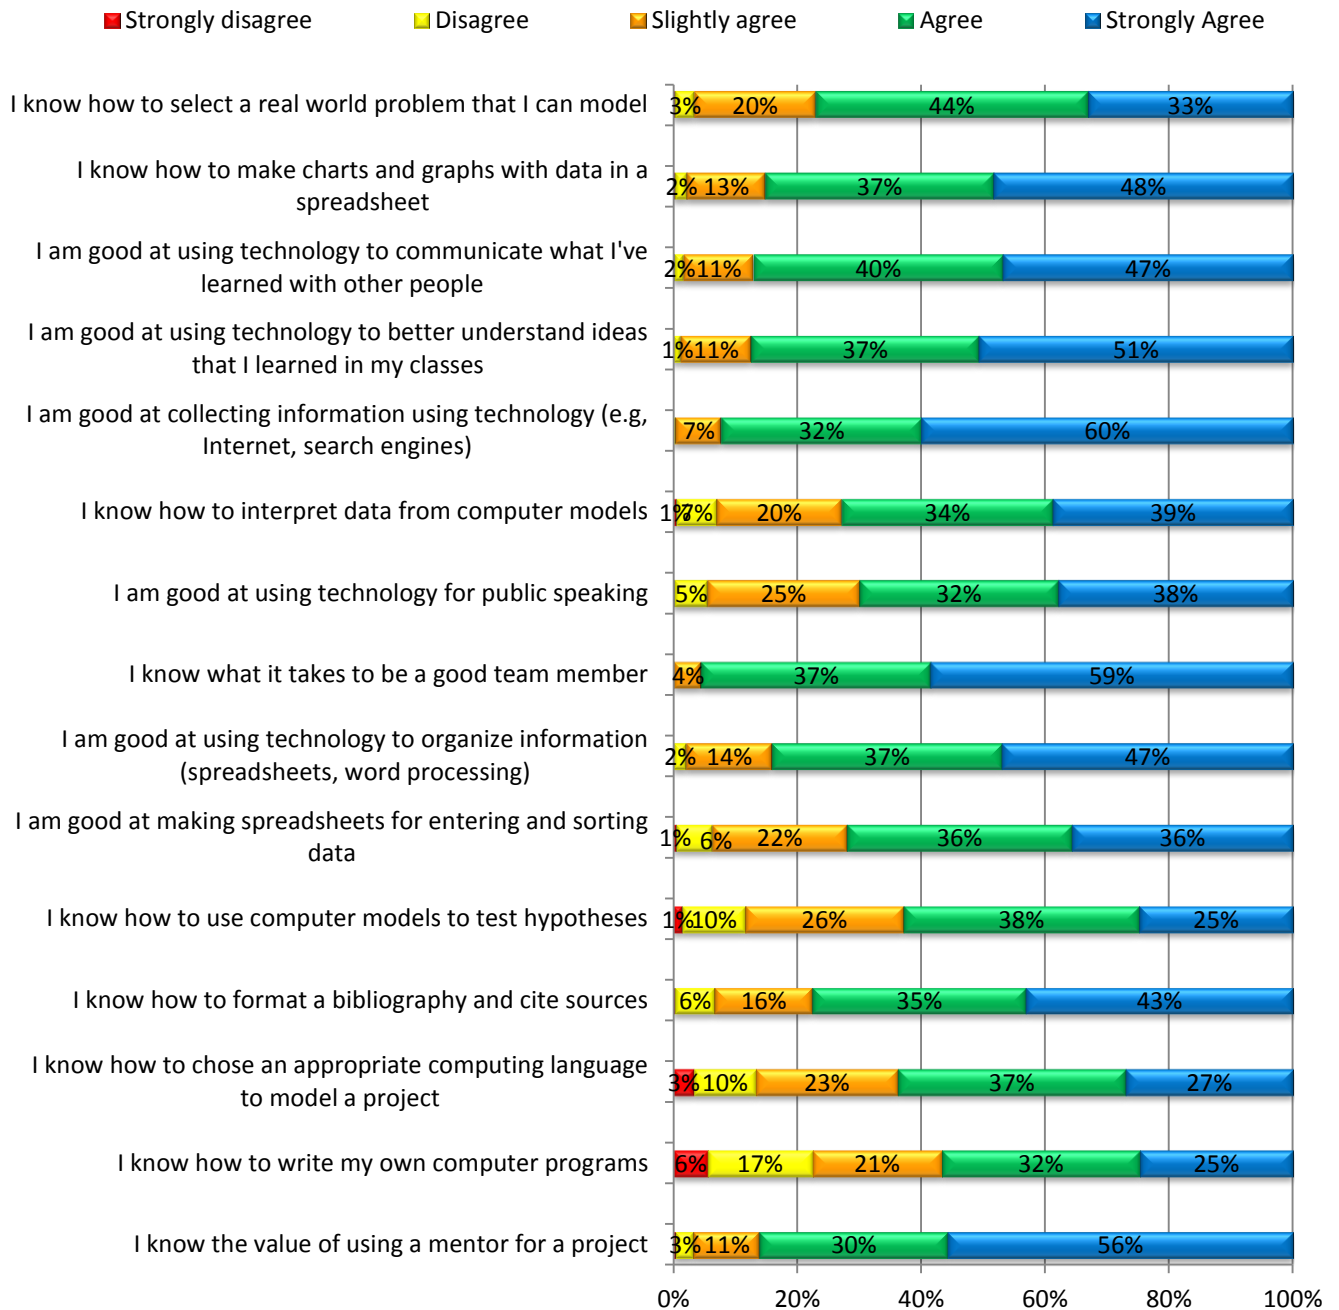 Strongly disagree Disagree Slightly agree Agree Strongly Agree
I know how to select a real world problem that I can model 3% 20% 44% 33%
I know how to make charts and graphs with data in a
spreadsheet 2% 13% 37% 48%
I am good at using technology to communicate what I've
learned with other people 2% 11% 40% 47%
I am good at using technology to better understand ideas
that I learned in my classes 1% 11% 37% 51%
I am good at collecting information using technology (e.g,
Internet, search engines) 7% 32% 60%
I know how to interpret data from computer models 1% 7% 20% 34% 39%
I am good at using technology for public speaking 5% 25% 32% 38%
I know what it takes to be a good team member 4% 37% 59%
I am good at using technology to organize information
(spreadsheets, word processing) 2% 14% 37% 47%
I am good at making spreadsheets for entering and sorting
data 1% 6% 22% 36% 36%
I know how to use computer models to test hypotheses 1% 10% 26% 38% 25%
I know how to format a bibliography and cite sources 6% 16% 35% 43%
I know how to chose an appropriate computing language
to model a project 3% 10% 23% 37% 27%
I know how to write my own computer programs 6% 17% 21% 32% 25%
I know the value of using a mentor for a project 3% 11% 30% 56%
0% 20% 40% 60% 80% 100%